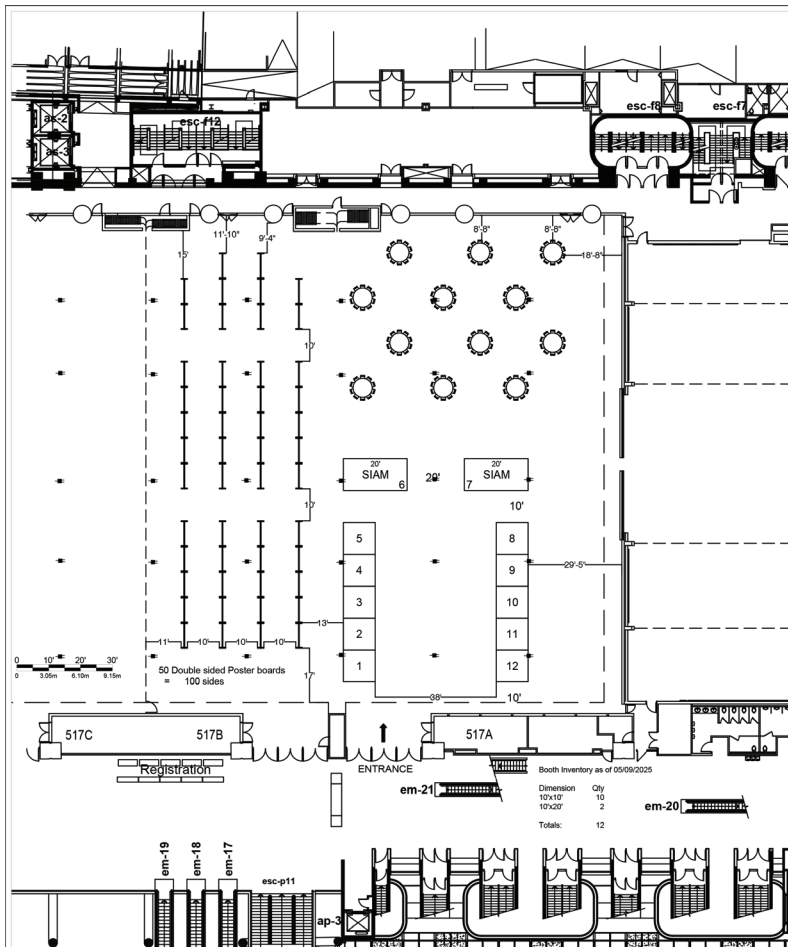 as-2
esc-f12
as-3
esc-f8
esc-f7
11'-10"
15'
9'-4"
8'-8"
8'-8"
18'-8"
10'
20'
SIAM
6
20'
20'
SIAM
7
10'
10'
5
8
4
9
29'-5"
3
10
13'
2
11
11'
10'
10'
10'
1
12
0
10'
20'
30'
0
3.05m
6.10m
9.15m
50 Double sided Poster boards
= 100 sides
17'
38'
10'
517C
517B
517A
Registration
ENTRANCE
em-21
em-20
Booth Inventory as of 05/09/2025
Dimension Qty
10'x10' 10
10'x20' 2
Totals: 12
em-19
em-18
em-17
esc-p11
ap-3